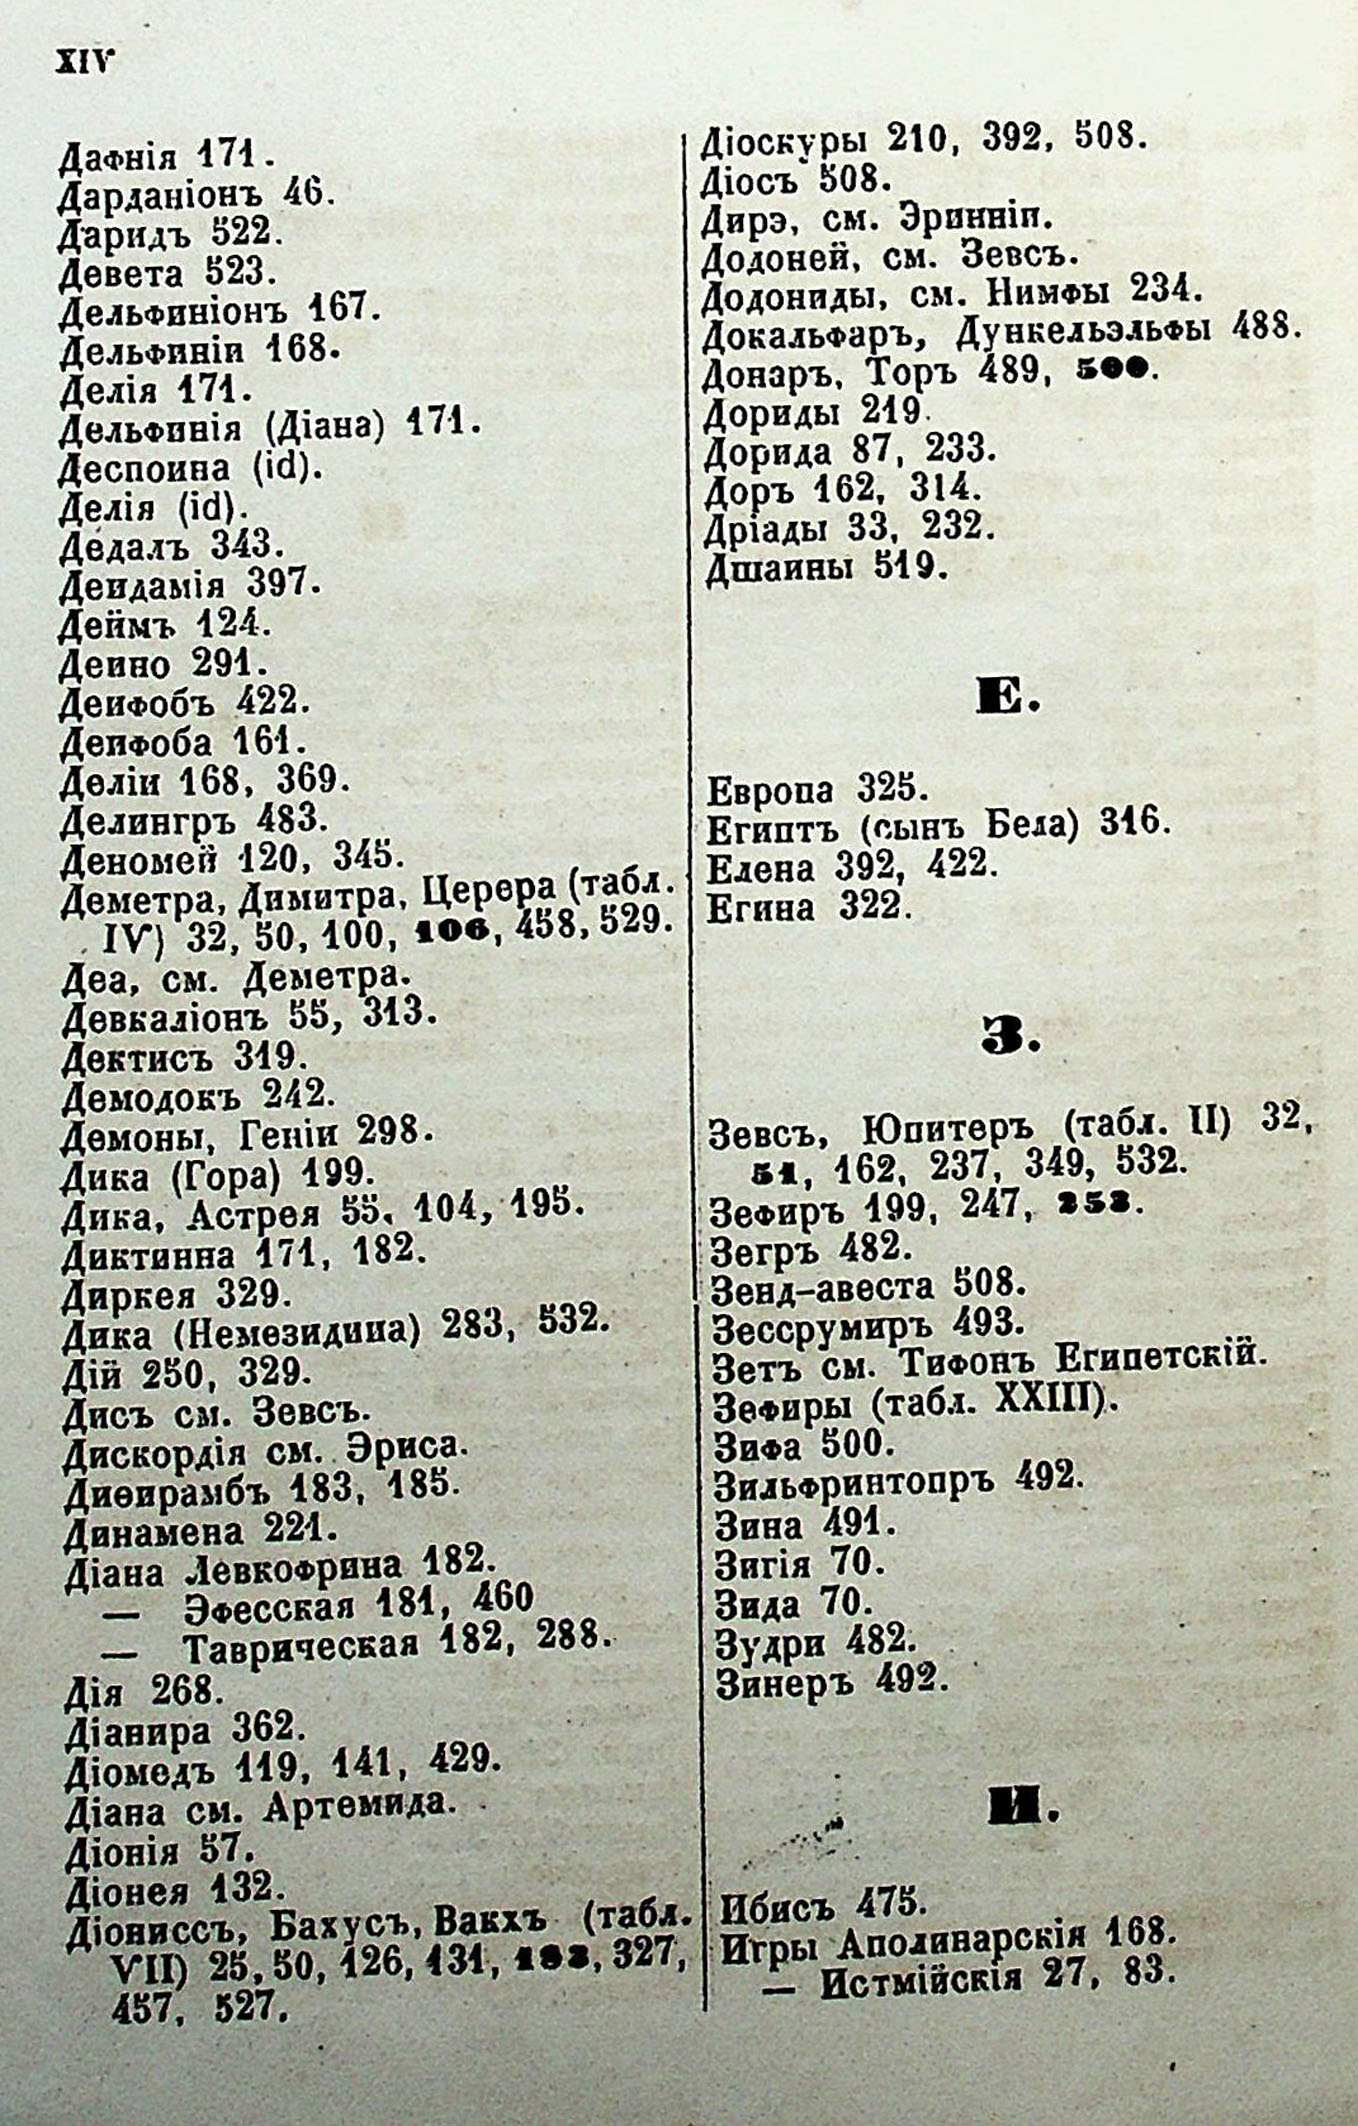 XIV
Дафнія 171.
Дарданіонъ 46.
Даридъ 522.
Девета 523.
Дельфиніонъ 167.
Дельфиніи 168.
Делія 171.
Дельфинія (Діана) 171.
Деспоина (id).
Делія (id).
Дедалъ 343.
Деидамія 397.
Деймъ 124.
Деино 291.
Деифобъ 422.
Деифоба 161.
Деліи 168, 369.
Делингръ 483.
Деномей 120, 345.
Деметра, Димитра, Церера (табл.
IV) 32, 50, 100, 106, 458, 529.
Деа, см. Деметра.
Девкаліонъ 55, 313.
Дектисъ 319.
Демодокъ 242.
Демоны, Геніи 298.
Дика (Гора) 199.
Дика, Астрея 55, 104, 195.
Диктинна 171, 182.
Диркея 329.
Дика (Немезидина) 283, 532.
Дій 250, 329.
Дисъ см. Зевсъ.
Дискордія см. Эриса.
Диѳирамбъ 183, 185.
Динамена 221.
Діана Левкофрина 182.
— Эфесская 181, 460
— Таврическая 182, 288.
Дія 268.
Діанира 362.
Діомедъ 119, 141, 429.
Діана см. Артемида.
Діонія 57.
Діонея 132.
Діониссъ, Бахусъ, Вакхъ (табл.
VII) 25, 50, 126, 131, 327,
457, 527.
Діоскуры 210, 392, 508.
Діосъ 508.
Дирэ, см. Эринніи.
Додоней, см. Зевсъ.
Додониды, см. Нимфы 234.
Докальфаръ, Дункельэльфы 488.
Донаръ, Торъ 489, 500.
Дориды 219.
Дорида 87, 233.
Доръ 162, 314.
Дріады 33, 232.
Дшаины 519.
Е.
Европа 325.
Египтъ (сынъ Бела) 316.
Елена 392, 422.
Егина 322.
З.
Зевсъ, Юпитеръ (табл. II) 32,
51, 162, 237, 349, 532.
Зефиръ 199, 247,
Зегръ 482.
Зенд-авеста 508.
Зессрумиръ 493.
Зетъ см. Тифонъ Египетскій.
Зефиры (табл. XXIII).
Зифа 500.
Зильфринтопръ 492.
Зина 491.
Зигія 70.
Зида 70.
Зудри 482.
Зинеръ 492.
И.
Ибисъ 475.
Игры Аполинарскія 168.
— Истмійскія 27, 83.